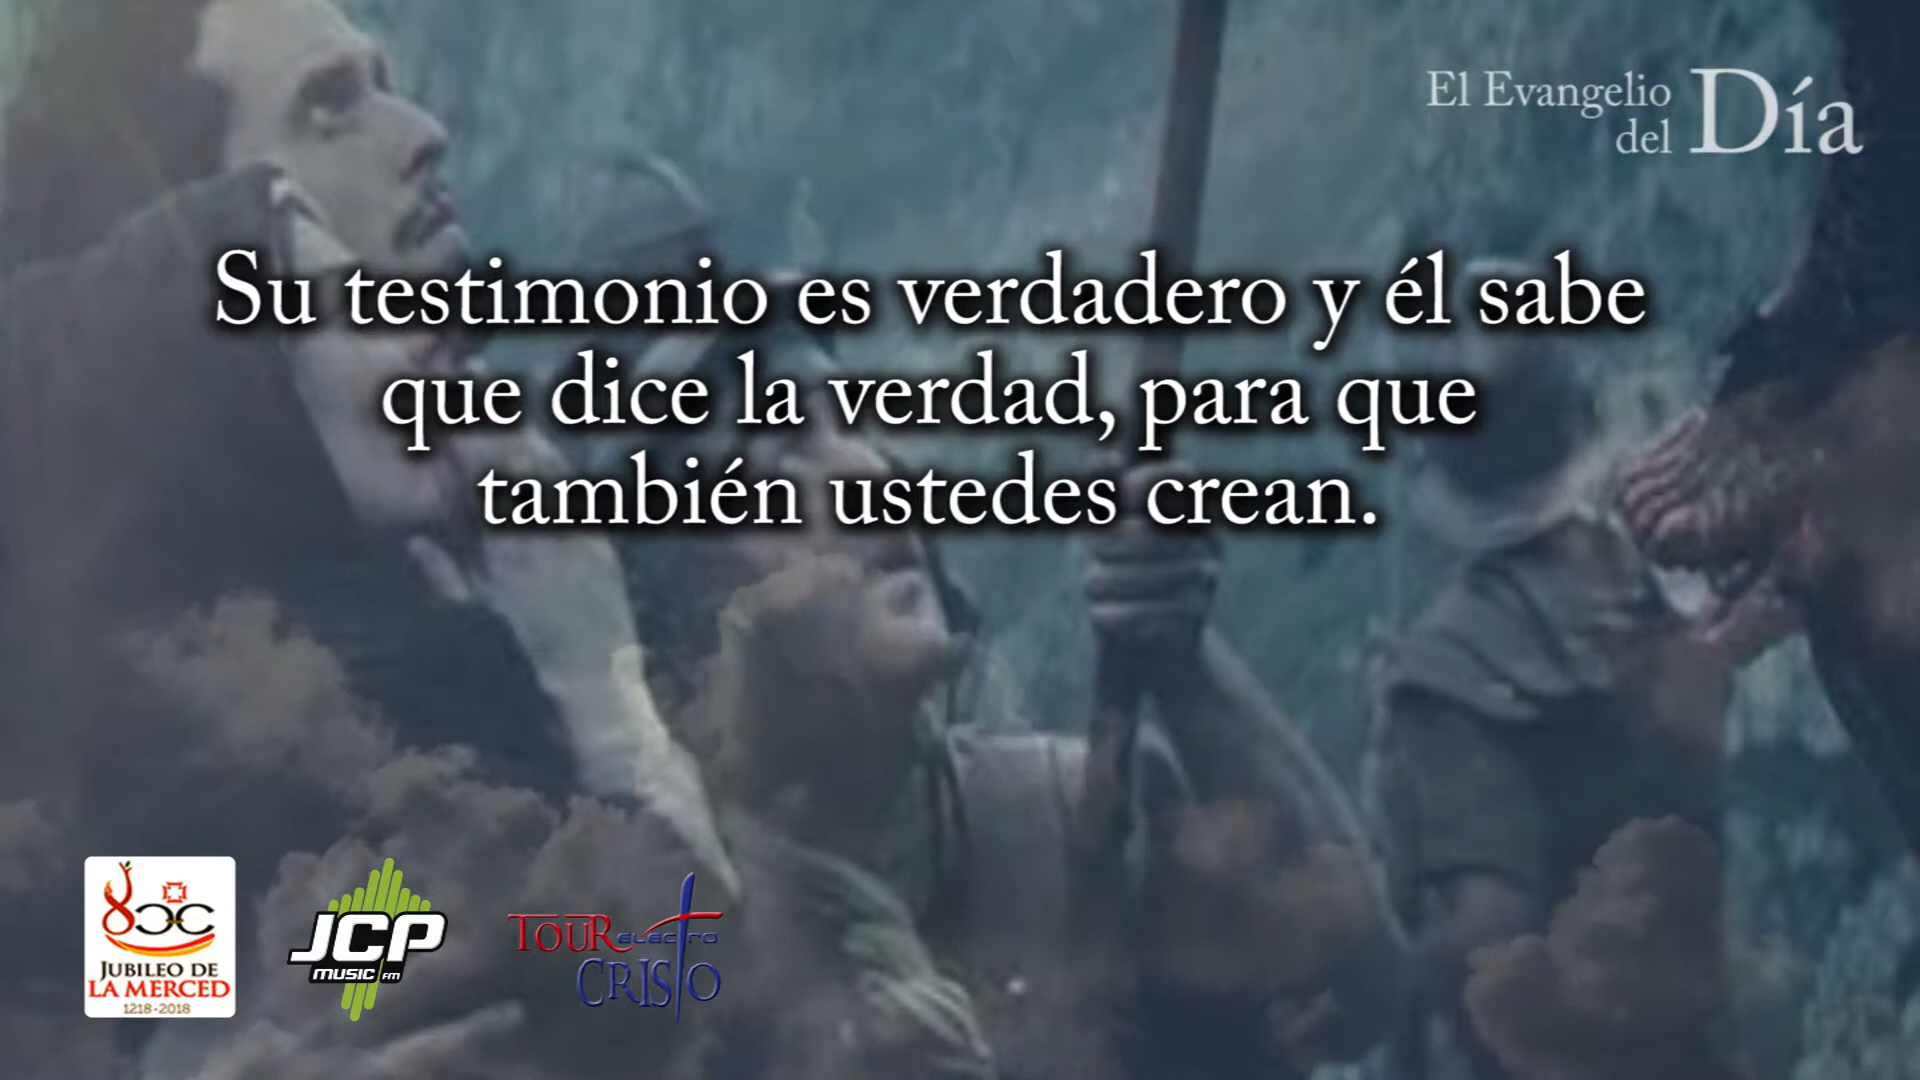 El Evangelio
del Día
Su testimonio es verdadero y él sabe
que dice la verdad, para que
también ustedes crean.
JUBILEO DE
LA MERCED
1218-2018
JCP
MUSIC FM
TOUR ELECTRO
CRISTO